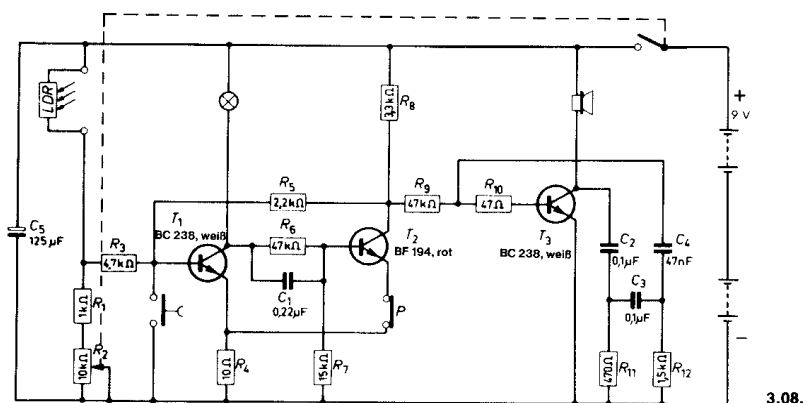 LDR
R8
3,3kΩ
+
9 V
R5
2,2kΩ
R9
47kΩ
R10
47Ω
T1
BC 238, weiß
R6
47kΩ
T2
BF 194, rot
T3
BC 238, weiß
C5
125 µF
R3
4,7kΩ
C2
0,1µF
C4
47nF
C1
0,22µF
C3
0,1µF
P
R1
1kΩ
R2
10kΩ
R4
10Ω
R7
15kΩ
R11
470Ω
R12
1,5kΩ
−
3.08.